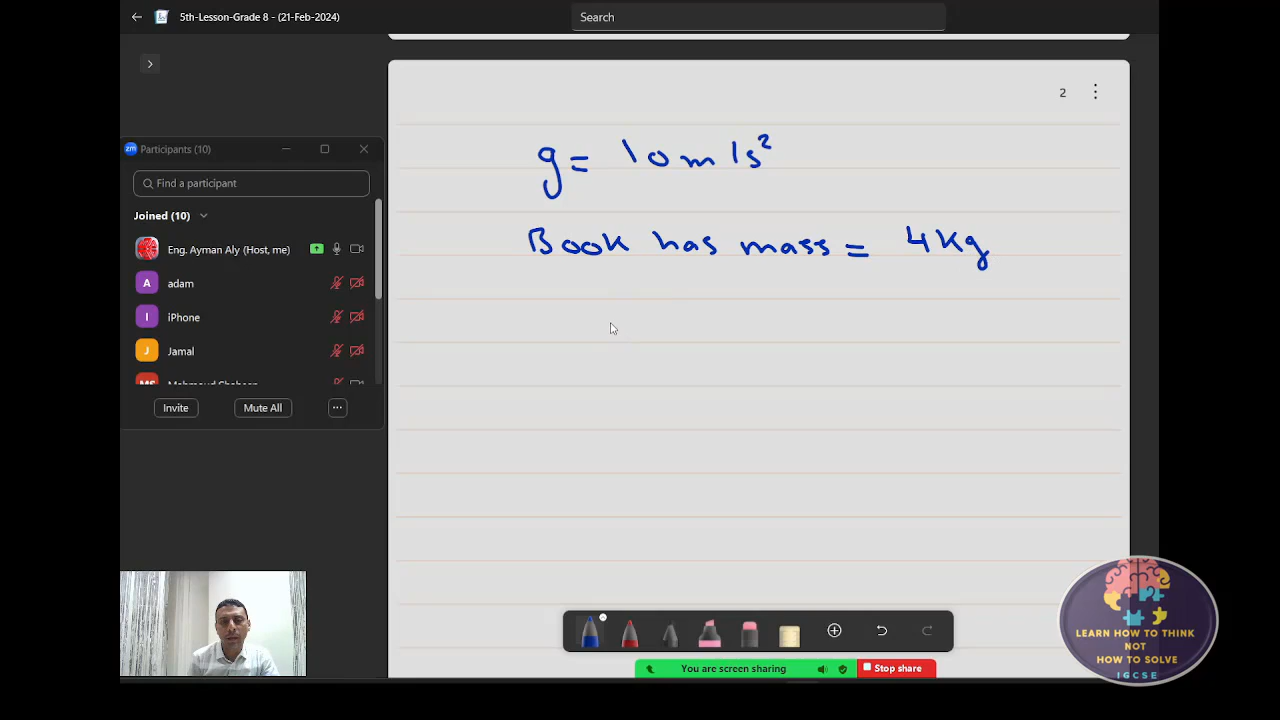 5th-Lesson-Grade 8 - (21-Feb-2024)
Search
2
zm Participants (10)
Find a participant
Joined (10)
Eng. Ayman Aly (Host, me)
A adam
I iPhone
J Jamal
Invite
Mute All
g = 10 m/s²
Book has mass = 4kg
You are screen sharing
Stop share
LEARN HOW TO THINK
NOT
HOW TO SOLVE
IGCSE